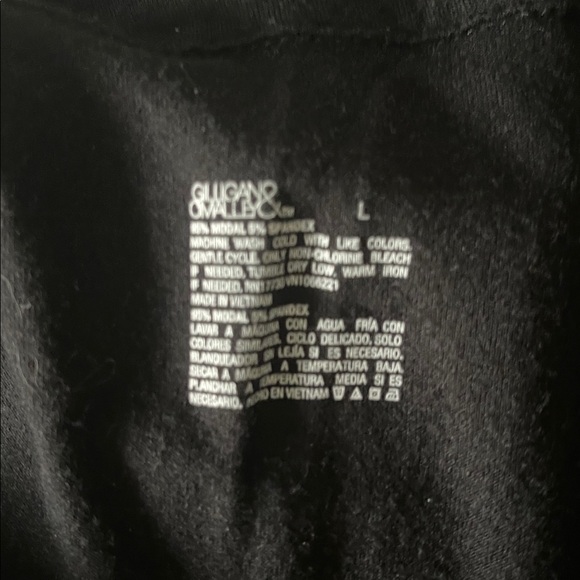 GILLIGAN&
O'MALLEY L
95% MODAL 5% SPANDEX
MACHINE WASH COLD WITH LIKE COLORS,
GENTLE CYCLE. ONLY NON-CHLORINE BLEACH
IF NEEDED, TUMBLE DRY LOW, WARM IRON
IF NEEDED,
MADE IN VIETNAM
95% MODAL 5% SPANDEX
LAVAR A MÁQUINA CON AGUA FRÍA CON
COLORES SIMILARES, CICLO DELICADO, SOLO
BLANQUEADOR SIN LEJÍA SI ES NECESARIO,
SECAR A MÁQUINA A TEMPERATURA BAJA,
PLANCHAR A TEMPERATURA MEDIA SI ES
NECESARIO, HECHO EN VIETNAM